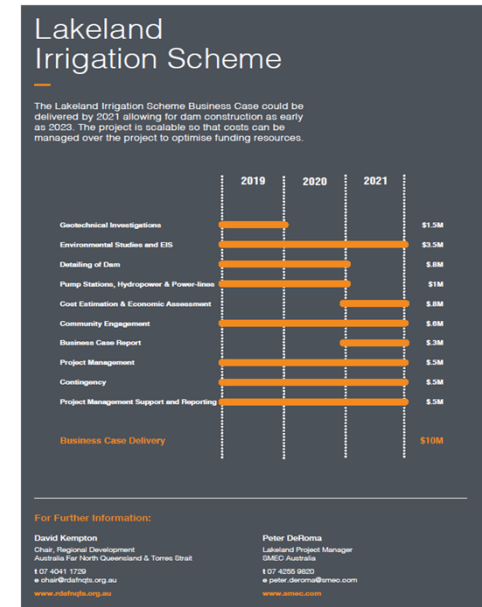 Lakeland
Irrigation Scheme
The Lakeland Irrigation Scheme Business Case could be
delivered by 2021 allowing for dam construction as early
as 2023. The project is scalable so that costs can be
managed over the project to optimise funding resources.
2019 2020 2021
Geotechnical Investigations $1.5M
Environmental Studies and EIS $3.5M
Detailing of Dam $.8M
Pump Stations, Hydropower & Power-lines $1M
Cost Estimation & Economic Assessment $.8M
Community Engagement $.6M
Business Case Report $.3M
Project Management $.5M
Contingency $.5M
Project Management Support and Reporting $.5M
Business Case Delivery $10M
For Further Information:
David Kempton
Chair, Regional Development
Australia Far North Queensland & Torres Strait
t 07 4041 1729
e chair@rdafnqts.org.au
www.rdafnqts.org.au
Peter DeRoma
Lakeland Project Manager
SMEC Australia
t 07 4255 9820
e peter.deroma@smec.com
www.smec.com